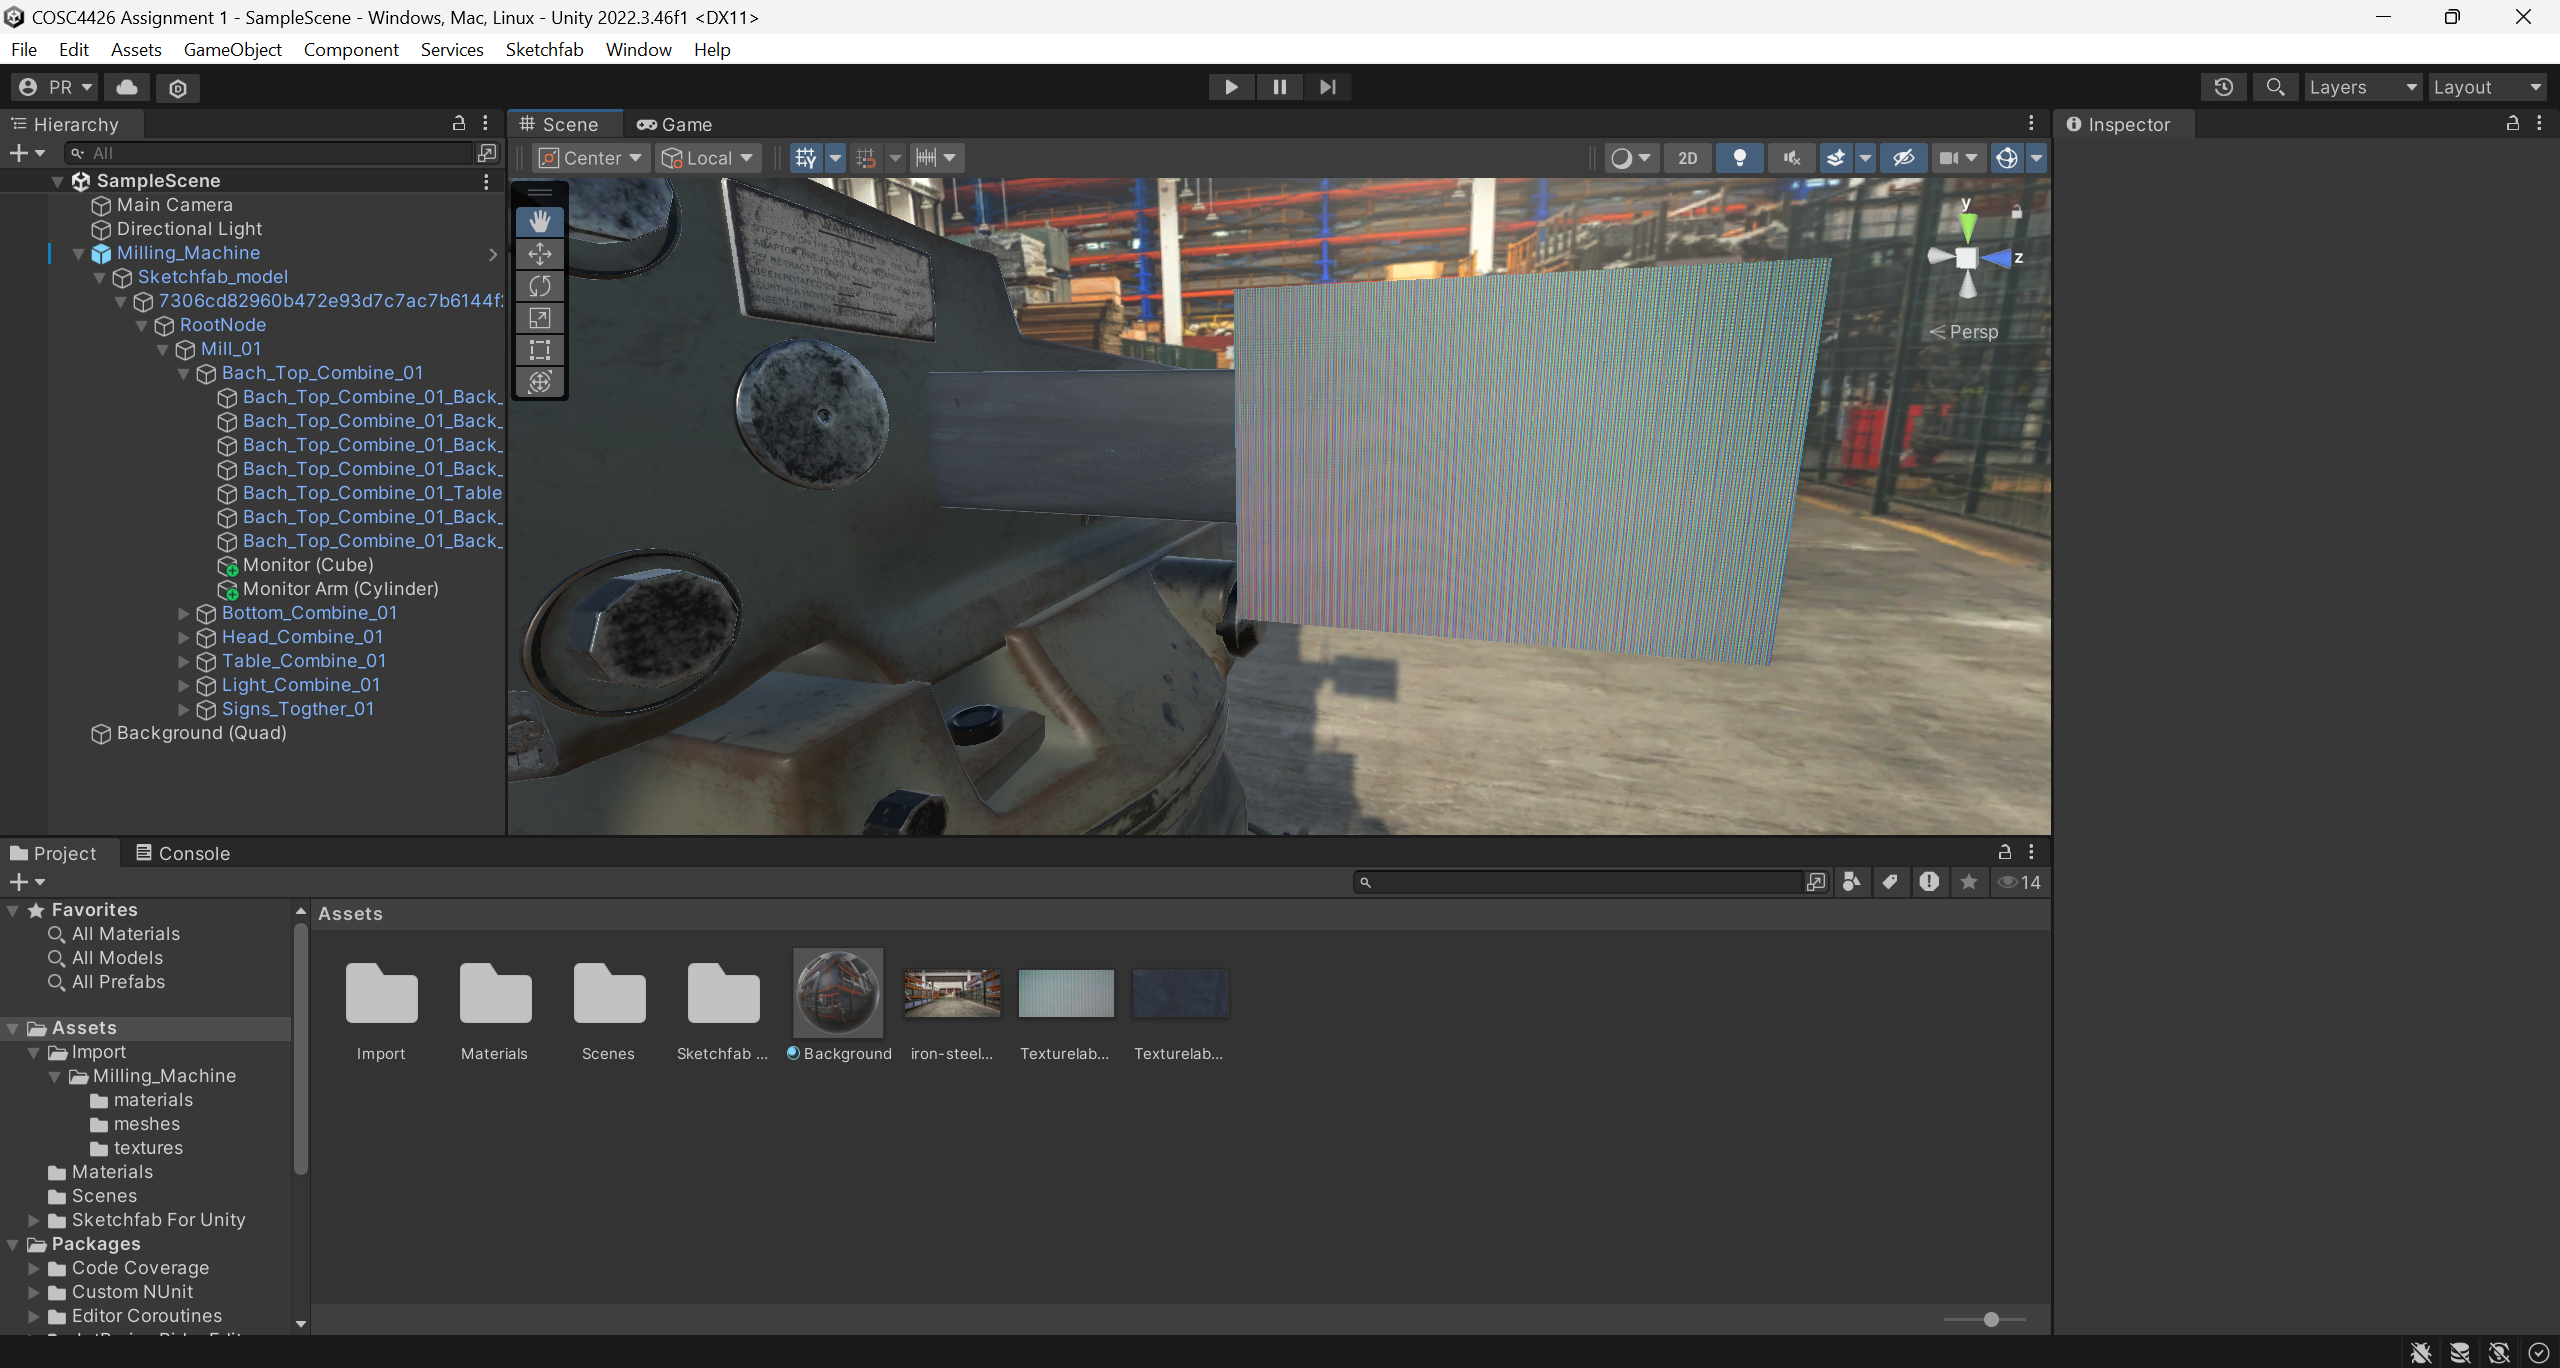 COSC4426 Assignment 1 - SampleScene - Windows, Mac, Linux - Unity 2022.3.46f1 <DX11>
File Edit Assets GameObject Component Services Sketchfab Window Help
PR
Layers
Layout
Hierarchy
Scene
Game
Inspector
All
Center
Local
2D
SampleScene
Main Camera
Directional Light
Milling_Machine
Sketchfab_model
7306cd82960b472e93d7c7ac7b6144f
RootNode
Mill_01
Bach_Top_Combine_01
Bach_Top_Combine_01_Back_
Bach_Top_Combine_01_Back_
Bach_Top_Combine_01_Back_
Bach_Top_Combine_01_Back_
Bach_Top_Combine_01_Table
Bach_Top_Combine_01_Back_
Bach_Top_Combine_01_Back_
Monitor (Cube)
Monitor Arm (Cylinder)
Bottom_Combine_01
Head_Combine_01
Table_Combine_01
Light_Combine_01
Signs_Togther_01
Background (Quad)
y
z
Persp
Project
Console
14
Favorites
All Materials
All Models
All Prefabs
Assets
Import
Milling_Machine
materials
meshes
textures
Materials
Scenes
Sketchfab For Unity
Packages
Code Coverage
Custom NUnit
Editor Coroutines
Assets
Import
Materials
Scenes
Sketchfab ...
Background
iron-steel...
Texturelab...
Texturelab...